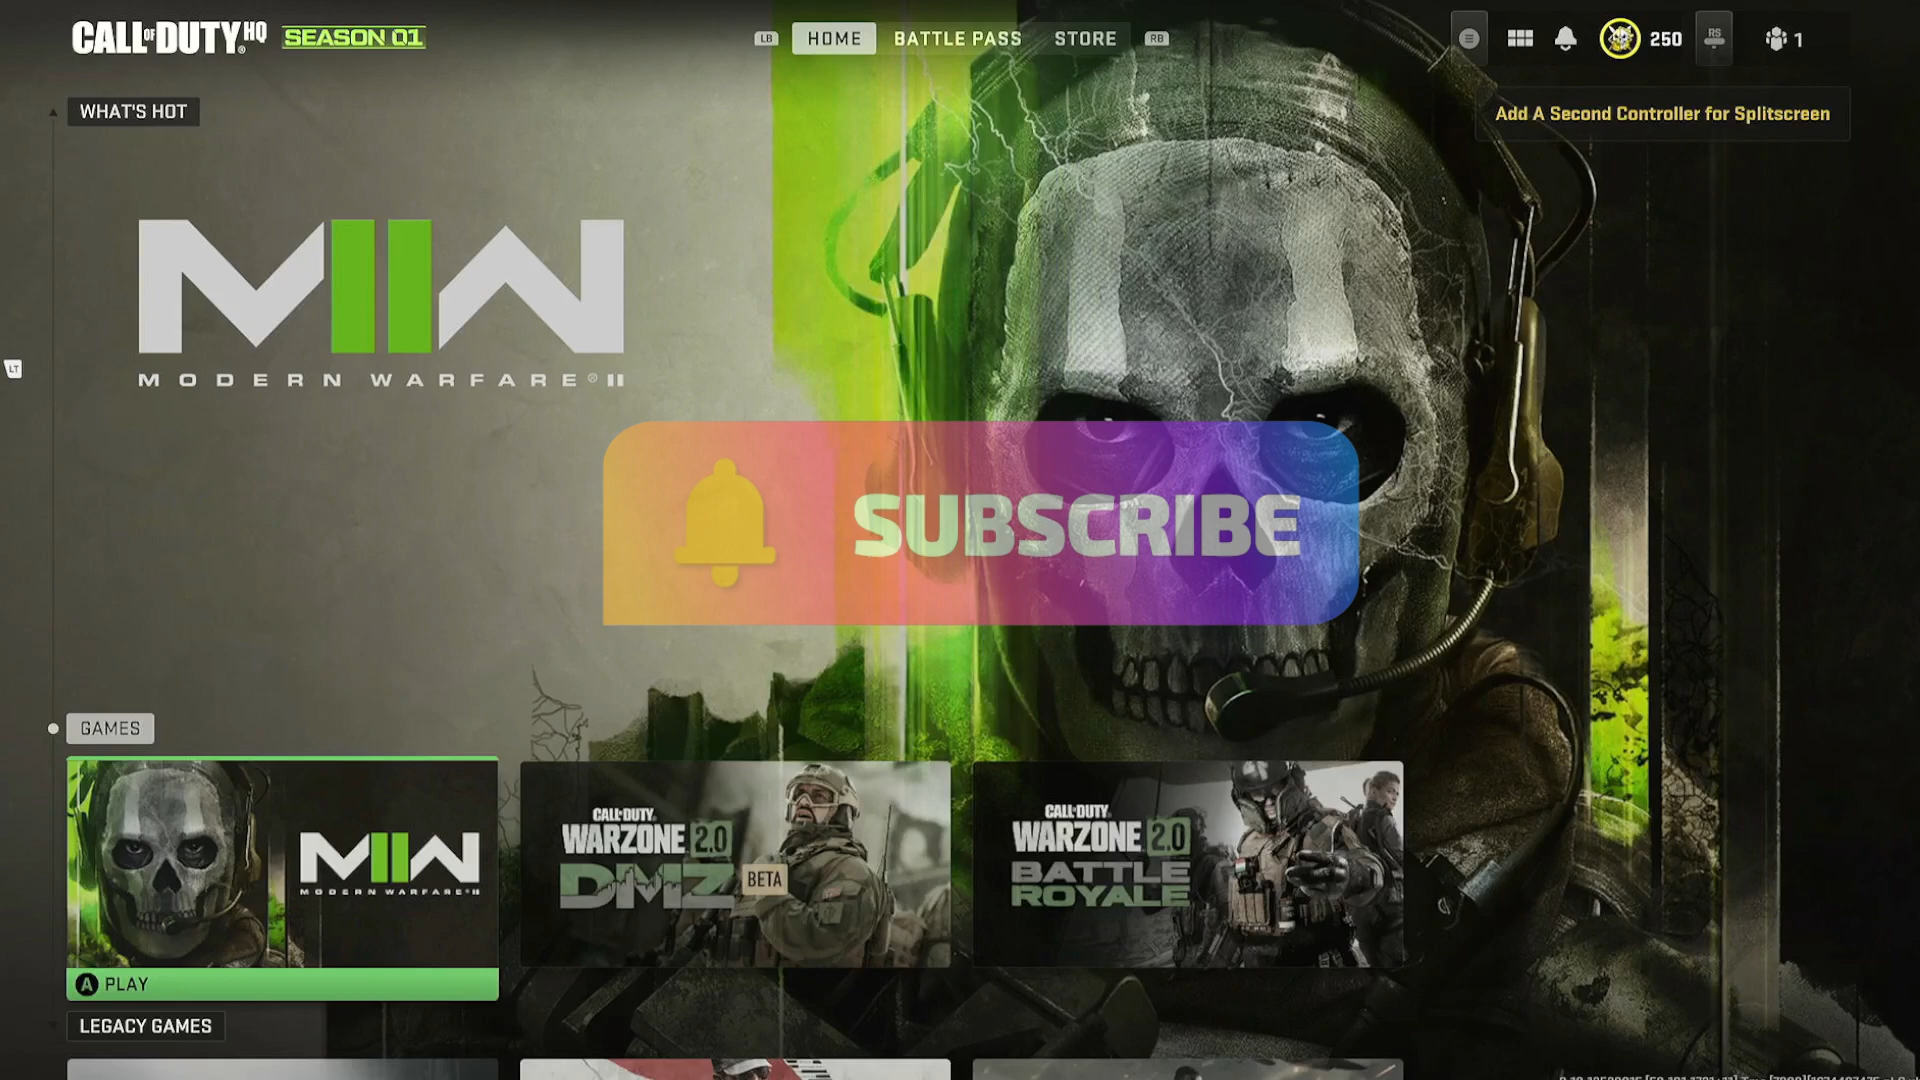 CALL OF DUTY HQ SEASON 01
LB HOME BATTLE PASS STORE RB
250 RS 1
Add A Second Controller for Splitscreen
WHAT'S HOT
MIIW
MODERN WARFARE® II
LT
SUBSCRIBE
GAMES
MIIW
MODERN WARFARE® II
CALL OF DUTY
WARZONE 2.0
DMZ BETA
CALL OF DUTY
WARZONE 2.0
BATTLE
ROYALE
A PLAY
LEGACY GAMES